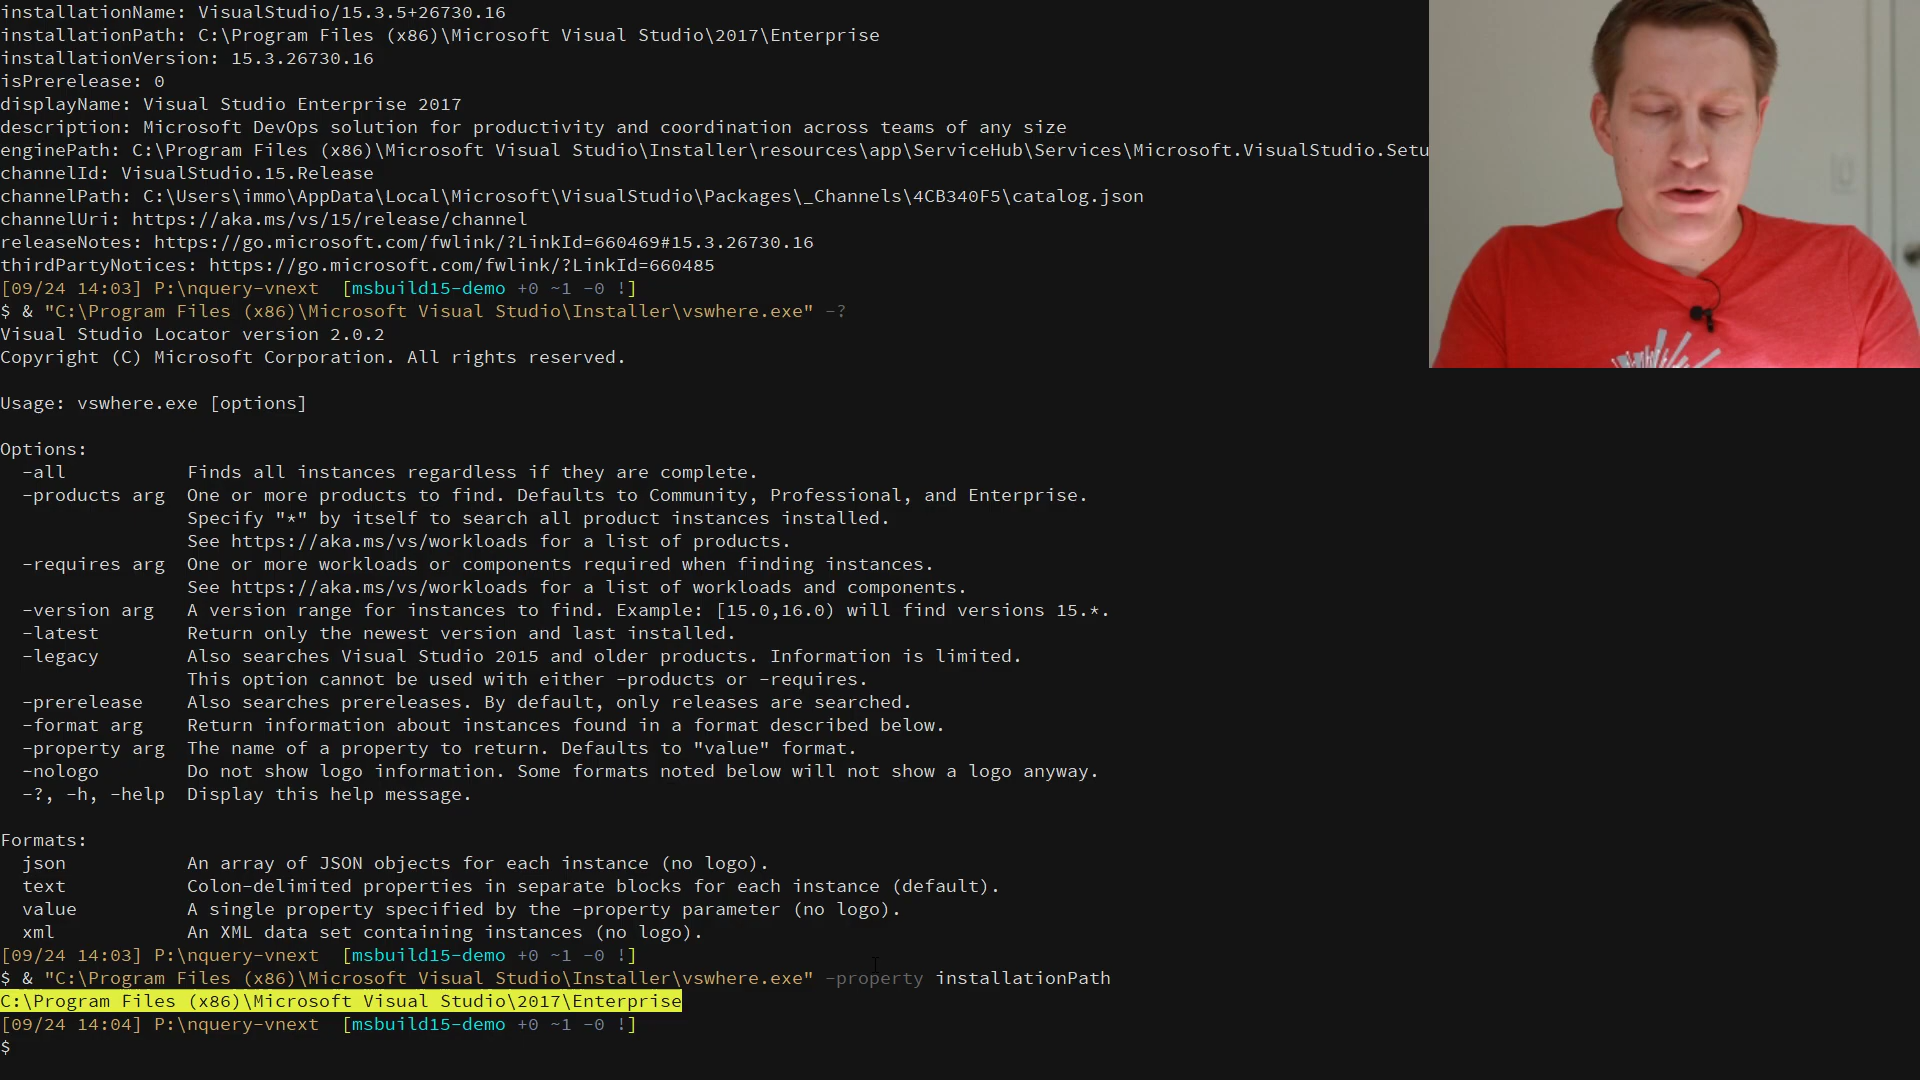 installationName: VisualStudio/15.3.5+26730.16
installationPath: C:\Program Files (x86)\Microsoft Visual Studio\2017\Enterprise
installationVersion: 15.3.26730.16
isPrerelease: 0
displayName: Visual Studio Enterprise 2017
description: Microsoft DevOps solution for productivity and coordination across teams of any size
enginePath: C:\Program Files (x86)\Microsoft Visual Studio\Installer\resources\app\ServiceHub\Services\Microsoft.VisualStudio.Setu
channelId: VisualStudio.15.Release
channelPath: C:\Users\immo\AppData\Local\Microsoft\VisualStudio\Packages\_Channels\4CB340F5\catalog.json
channelUri: https://aka.ms/vs/15/release/channel
releaseNotes: https://go.microsoft.com/fwlink/?LinkId=660469#15.3.26730.16
thirdPartyNotices: https://go.microsoft.com/fwlink/?LinkId=660485
[09/24 14:03] P:\nquery-vnext  [msbuild15-demo +0 ~1 -0 !]
$ & "C:\Program Files (x86)\Microsoft Visual Studio\Installer\vswhere.exe" -?
Visual Studio Locator version 2.0.2
Copyright (C) Microsoft Corporation. All rights reserved.
Usage: vswhere.exe [options]
Options:
-all Finds all instances regardless if they are complete.
-products arg One or more products to find. Defaults to Community, Professional, and Enterprise.
Specify "*" by itself to search all product instances installed.
See https://aka.ms/vs/workloads for a list of products.
-requires arg One or more workloads or components required when finding instances.
See https://aka.ms/vs/workloads for a list of workloads and components.
-version arg A version range for instances to find. Example: [15.0,16.0) will find versions 15.*.
-latest Return only the newest version and last installed.
-legacy Also searches Visual Studio 2015 and older products. Information is limited.
This option cannot be used with either -products or -requires.
-prerelease Also searches prereleases. By default, only releases are searched.
-format arg Return information about instances found in a format described below.
-property arg The name of a property to return. Defaults to "value" format.
-nologo Do not show logo information. Some formats noted below will not show a logo anyway.
-?, -h, -help Display this help message.
Formats:
json An array of JSON objects for each instance (no logo).
text Colon-delimited properties in separate blocks for each instance (default).
value A single property specified by the -property parameter (no logo).
xml An XML data set containing instances (no logo).
[09/24 14:03] P:\nquery-vnext  [msbuild15-demo +0 ~1 -0 !]
$ & "C:\Program Files (x86)\Microsoft Visual Studio\Installer\vswhere.exe" -property installationPath
C:\Program Files (x86)\Microsoft Visual Studio\2017\Enterprise
[09/24 14:04] P:\nquery-vnext  [msbuild15-demo +0 ~1 -0 !]
$